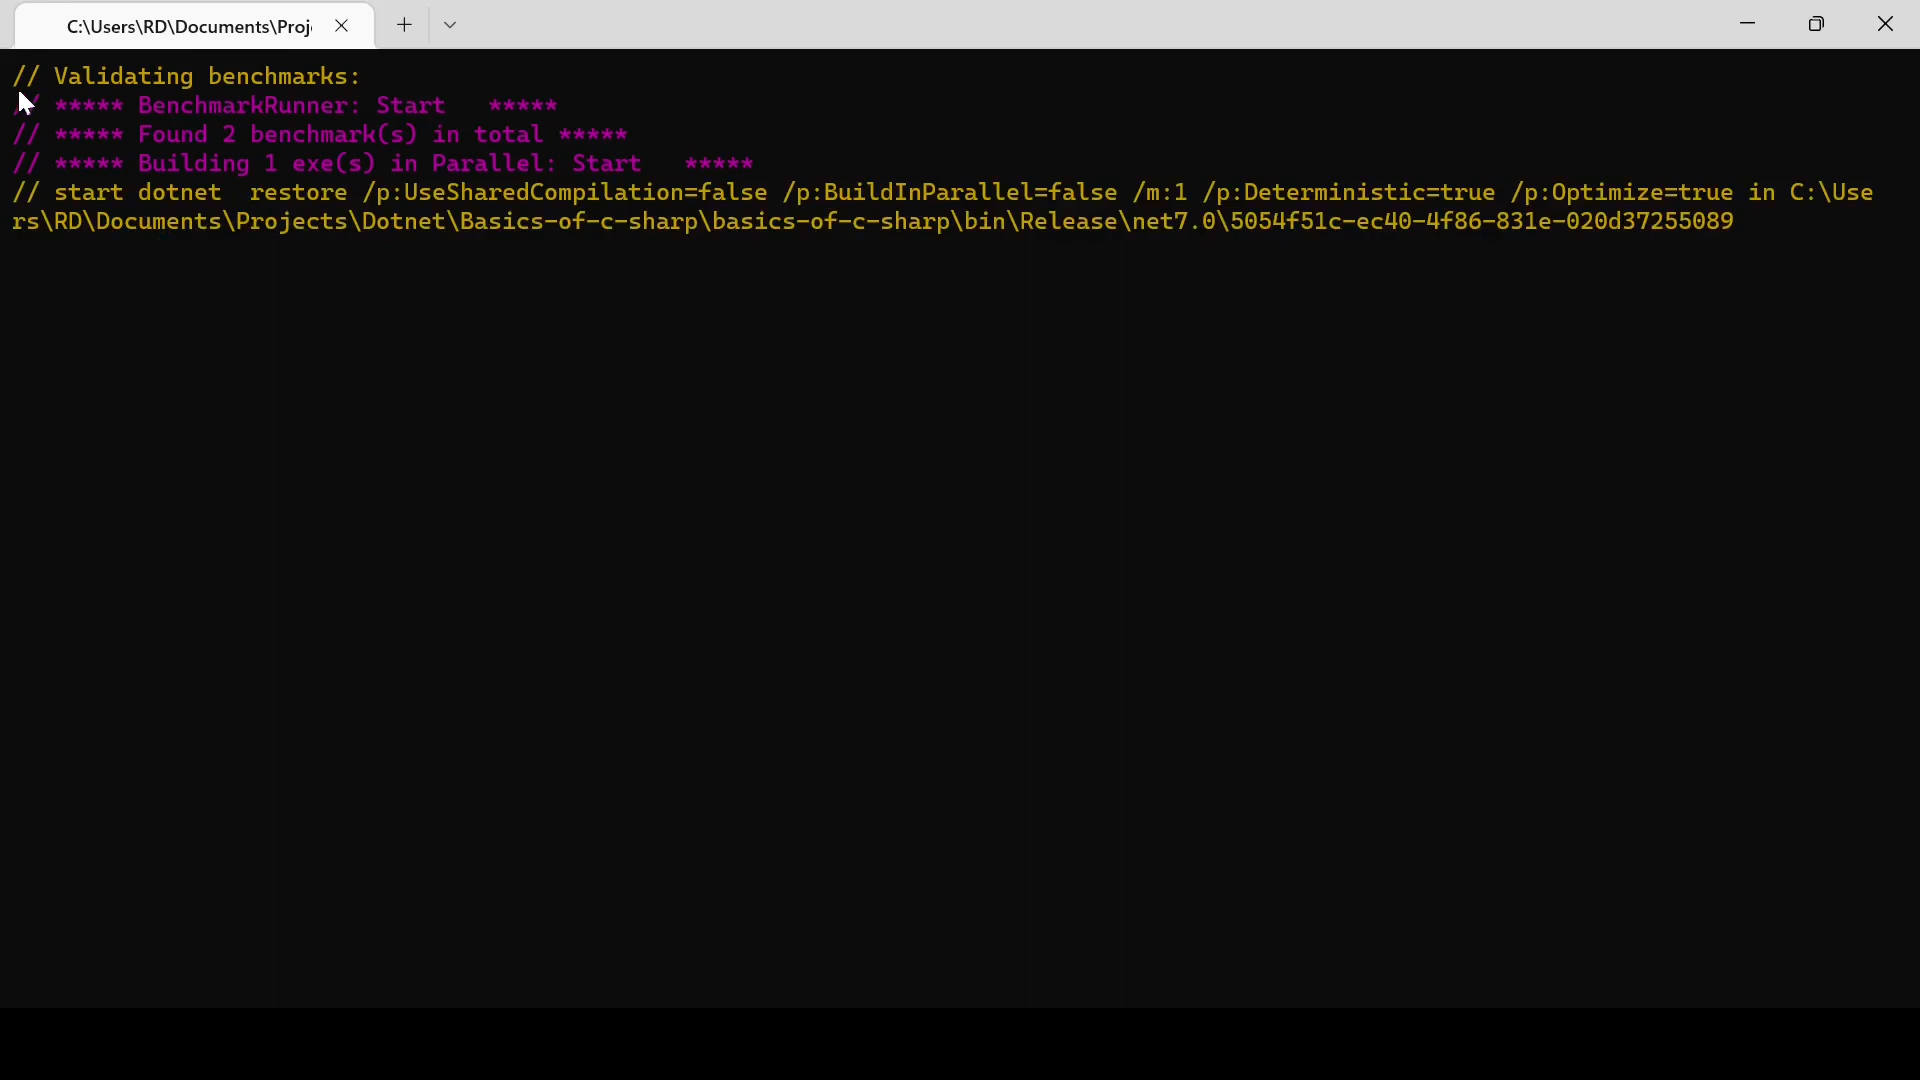 C:\Users\RD\Documents\Proj
// Validating benchmarks:
// ***** BenchmarkRunner: Start   *****
// ***** Found 2 benchmark(s) in total *****
// ***** Building 1 exe(s) in Parallel: Start   *****
// start dotnet  restore /p:UseSharedCompilation=false /p:BuildInParallel=false /m:1 /p:Deterministic=true /p:Optimize=true in C:\Use
rs\RD\Documents\Projects\Dotnet\Basics-of-c-sharp\basics-of-c-sharp\bin\Release\net7.0\5054f51c-ec40-4f86-831e-020d37255089